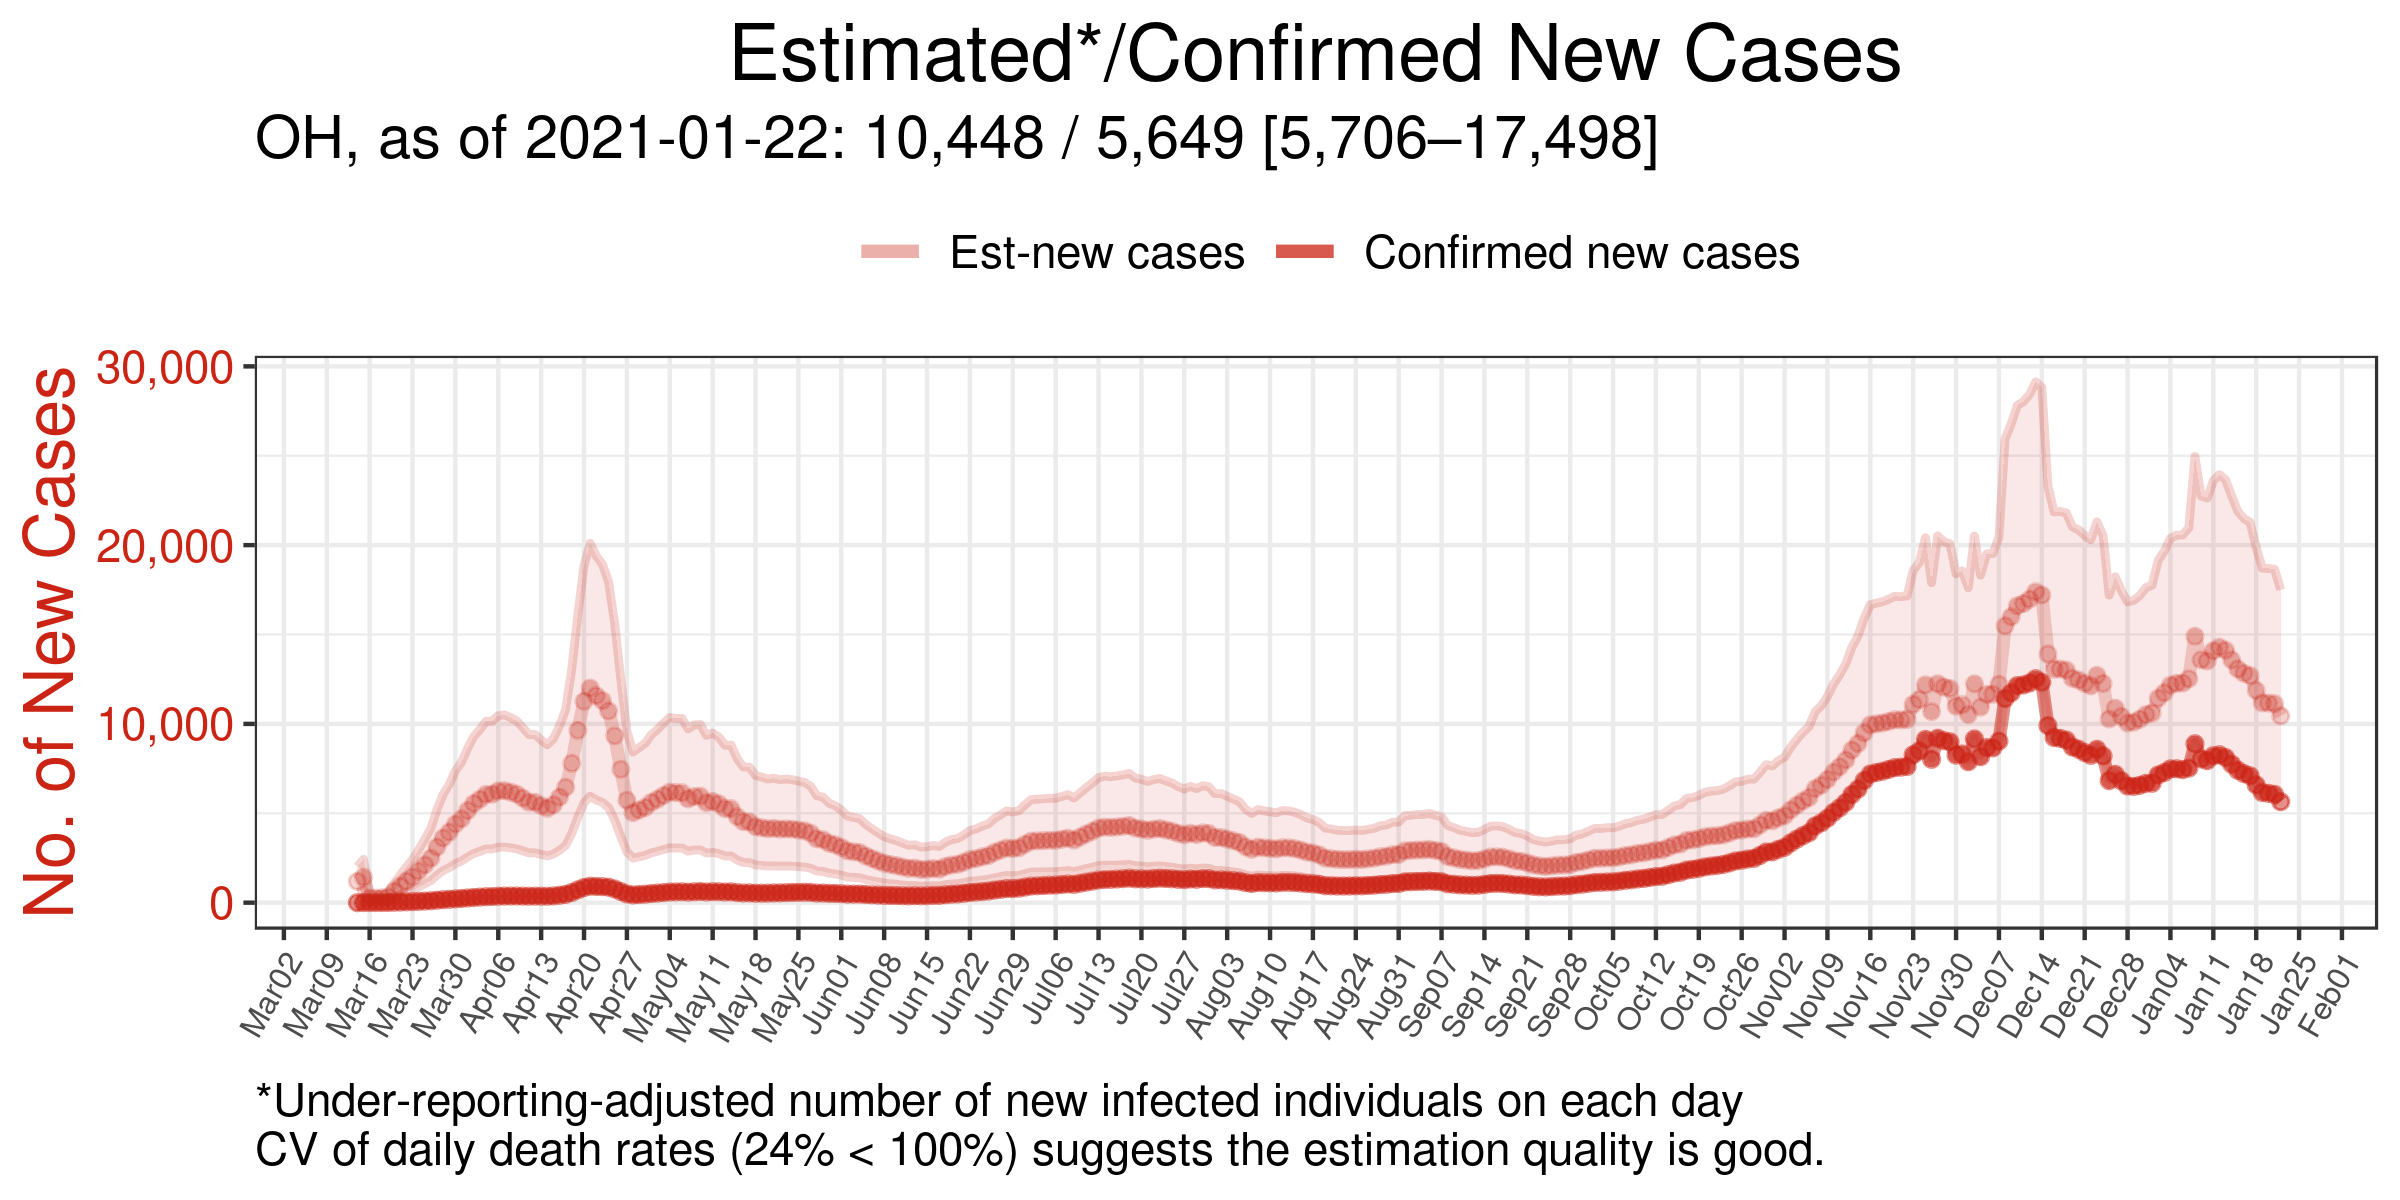 Estimated*/Confirmed New Cases
OH, as of 2021-01-22: 10,448 / 5,649 [5,706–17,498]
Est-new cases
Confirmed new cases
No. of New Cases
30,000
20,000
10,000
0
Mar02
Mar09
Mar16
Mar23
Mar30
Apr06
Apr13
Apr20
Apr27
May04
May11
May18
May25
Jun01
Jun08
Jun15
Jun22
Jun29
Jul06
Jul13
Jul20
Jul27
Aug03
Aug10
Aug17
Aug24
Aug31
Sep07
Sep14
Sep21
Sep28
Oct05
Oct12
Oct19
Oct26
Nov02
Nov09
Nov16
Nov23
Nov30
Dec07
Dec14
Dec21
Dec28
Jan04
Jan11
Jan18
Jan25
Feb01
*Under-reporting-adjusted number of new infected individuals on each day
CV of daily death rates (24% < 100%) suggests the estimation quality is good.